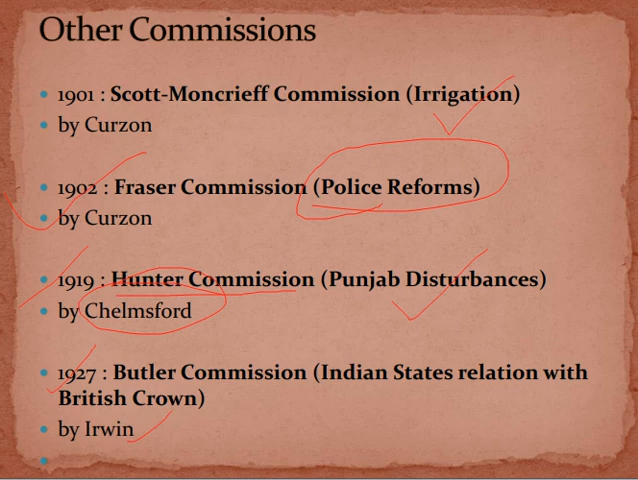 Other Commissions
1901 : Scott-Moncrieff Commission (Irrigation)
by Curzon
1902 : Fraser Commission (Police Reforms)
by Curzon
1919 : Hunter Commission (Punjab Disturbances)
by Chelmsford
1927 : Butler Commission (Indian States relation with
British Crown)
by Irwin